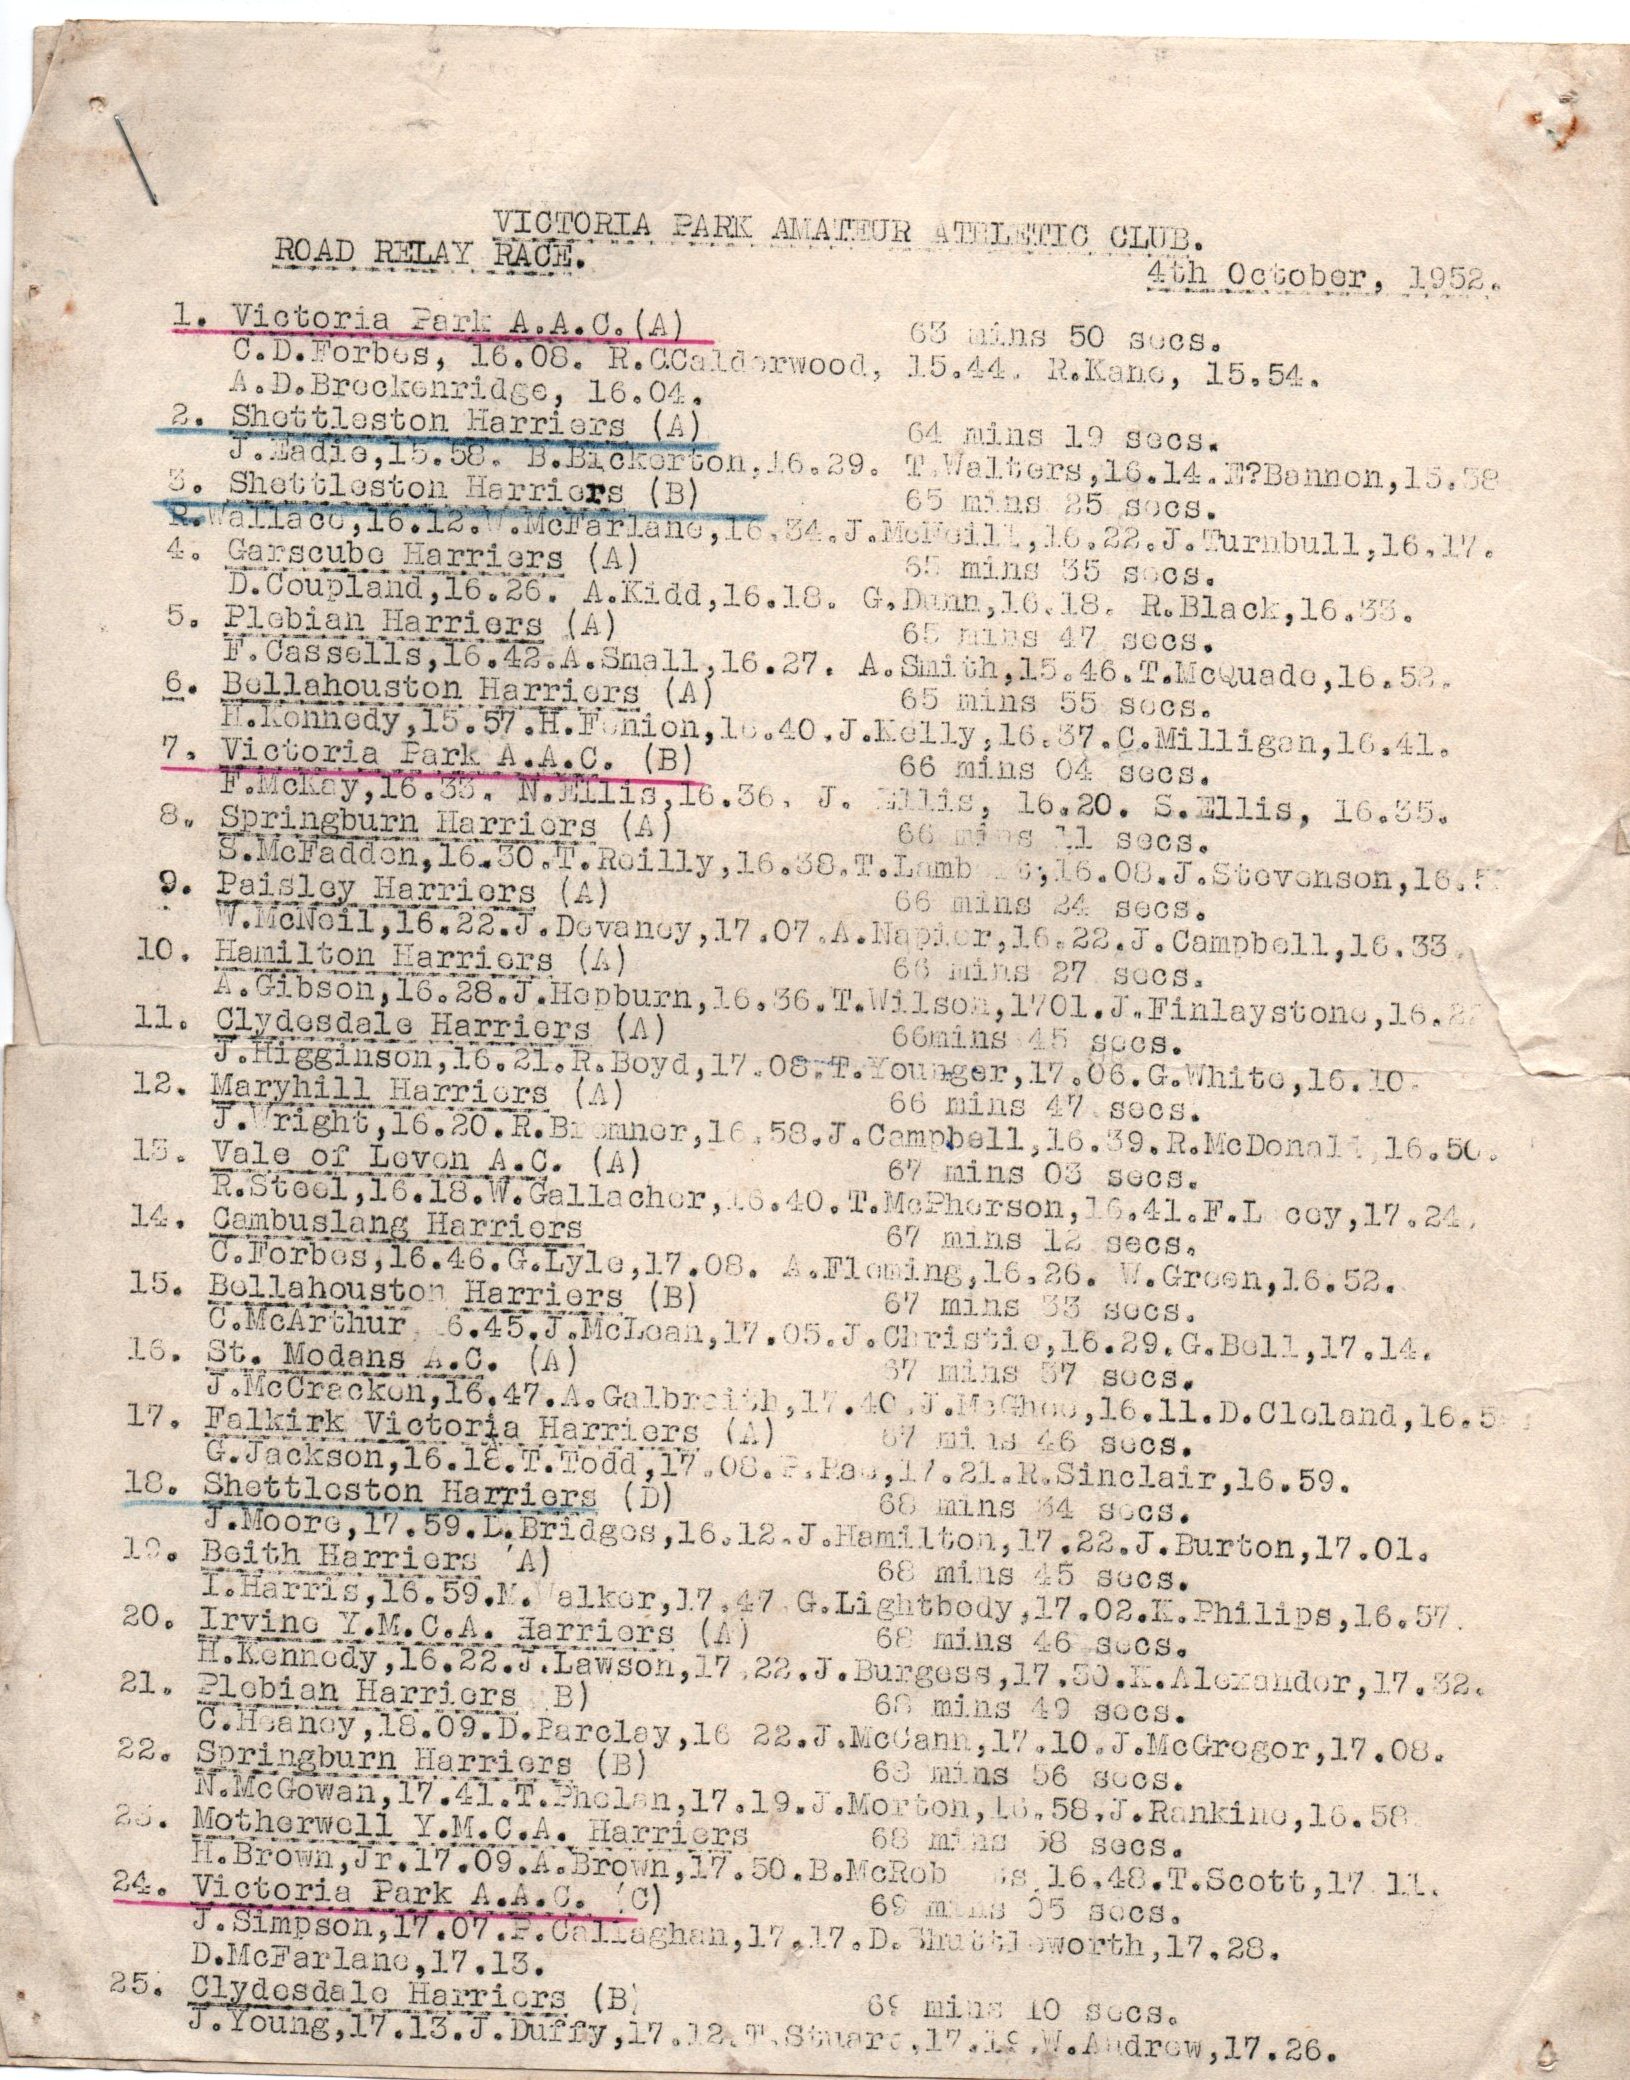 VICTORIA PARK AMATEUR ATHLETIC CLUB.
ROAD RELAY RACE.
4th October, 1952.
1. Victoria Park A.A.C.(A) 63 mins 50 secs.
C.D.Forbes, 16.08. R.C.Calderwood, 15.44. R.Kane, 15.54.
A.D.Breckenridge, 16.04.
2. Shettleston Harriers (A) 64 mins 19 secs.
J.Eadie,15.58. B.Bickerton,16.29. T.Walters,16.14.E?Bannon,15.38
3. Shettleston Harriers (B) 65 mins 25 secs.
R.Wallace,16.12.W.McFarlane,16.34.J.McNeill,16.22.J.Turnbull,16.17.
4. Garscube Harriers (A) 65 mins 35 secs.
D.Coupland,16.26. A.Kidd,16.18. G.Dunn,16.18. R.Black,16.33.
5. Plebian Harriers (A) 65 mins 47 secs.
F.Cassells,16.42.A.Small,16.27. A.Smith,15.46.T.McQuade,16.52.
6. Bellahouston Harriers (A) 65 mins 55 secs.
H.Kennedy,15.57.H.Fenion,16.40.J.Kelly,16.37.C.Milligan,16.41.
7. Victoria Park A.A.C. (B) 66 mins 04 secs.
F.McKay,16.33. N.Ellis,16.36. J. Ellis, 16.20. S.Ellis, 16.35.
8. Springburn Harriers (A) 66 mins 11 secs.
S.McFadden,16.30.T.Reilly,16.38.T.Lamb 16.08.J.Stevenson,
9. Paisley Harriers (A) 66 mins 24 secs.
W.McNeil,16.22.J.Devaney,17.07.A.Napier,16.22.J.Campbell,16.33.
10. Hamilton Harriers (A) 66 mins 27 secs.
A.Gibson,16.28.J.Hepburn,16.36.T.Wilson,1701.J.Finlaystone,
11. Clydesdale Harriers (A) 66mins 45 secs.
J.Higginson,16.21.R.Boyd,17.08.T.Younger,17.06.G.White,16.10.
12. Maryhill Harriers (A) 66 mins 47 secs.
J.Wright,16.20.R.Bremner,16.58.J.Campbell,16.39.R.McDonald,16.50.
13. Vale of Leven A.C. (A) 67 mins 03 secs.
R.Steel,16.18.W.Gallacher,16.40.T.McPherson,16.41.F.Lacey,17.24.
14. Cambuslang Harriers 67 mins 12 secs.
C.Forbes,16.46.G.Lyle,17.08. A.Fleming,16.26. W.Green,16.52.
15. Bellahouston Harriers (B) 67 mins 33 secs.
C.McArthur 16.45.J.McLean,17.05.J.Christie,16.29.G.Bell,17.14.
16. St. Modans A.C. (A) 67 mins 37 secs.
J.McCracken,16.47.A.Galbraith,17.40.J.McGhee,16.11.D.Cleland,
17. Falkirk Victoria Harriers (A) 67 mins 46 secs.
G.Jackson,16.18.T.Todd,17.08.P.Rae,17.21.R.Sinclair,16.59.
18. Shettleston Harriers (D) 68 mins 34 secs.
J.Moore,17.59.L.Bridges,16.12.J.Hamilton,17.22.J.Burton,17.01.
19. Beith Harriers (A) 68 mins 45 secs.
I.Harris,16.59.M.Walker,17.47 G.Lightbody,17.02.K.Philips,16.57.
20. Irvine Y.M.C.A. Harriers (A) 68 mins 46 secs.
H.Kennedy,16.22.J.Lawson,17.22.J.Burgess,17.30.K.Alexander,17.32.
21. Plebian Harriers (B) 68 mins 49 secs.
C.Heaney,18.09.D.Parclay,16 22.J.McCann,17.10.J.McGregor,17.08.
22. Springburn Harriers (B) 68 mins 56 secs.
N.McGowan,17.41.T.Phelan,17.19.J.Morton,16.58.J.Rankine,16.58.
23. Motherwell Y.M.C.A. Harriers 68 mins 58 secs.
H.Brown,Jr.17.09.A.Brown,17.50.B.McRob 16.48.T.Scott,17 11.
24. Victoria Park A.A.C. (C) 69 mins 05 secs.
J.Simpson,17.07.P.Callaghan,17.17.D.Shuttleworth,17.28.
D.McFarlane,17.13.
25. Clydesdale Harriers (B) 69 mins 10 secs.
J.Young,17.13.J.Duffy,17.12.T.Stuart,17.19.W.Andrew,17.26.